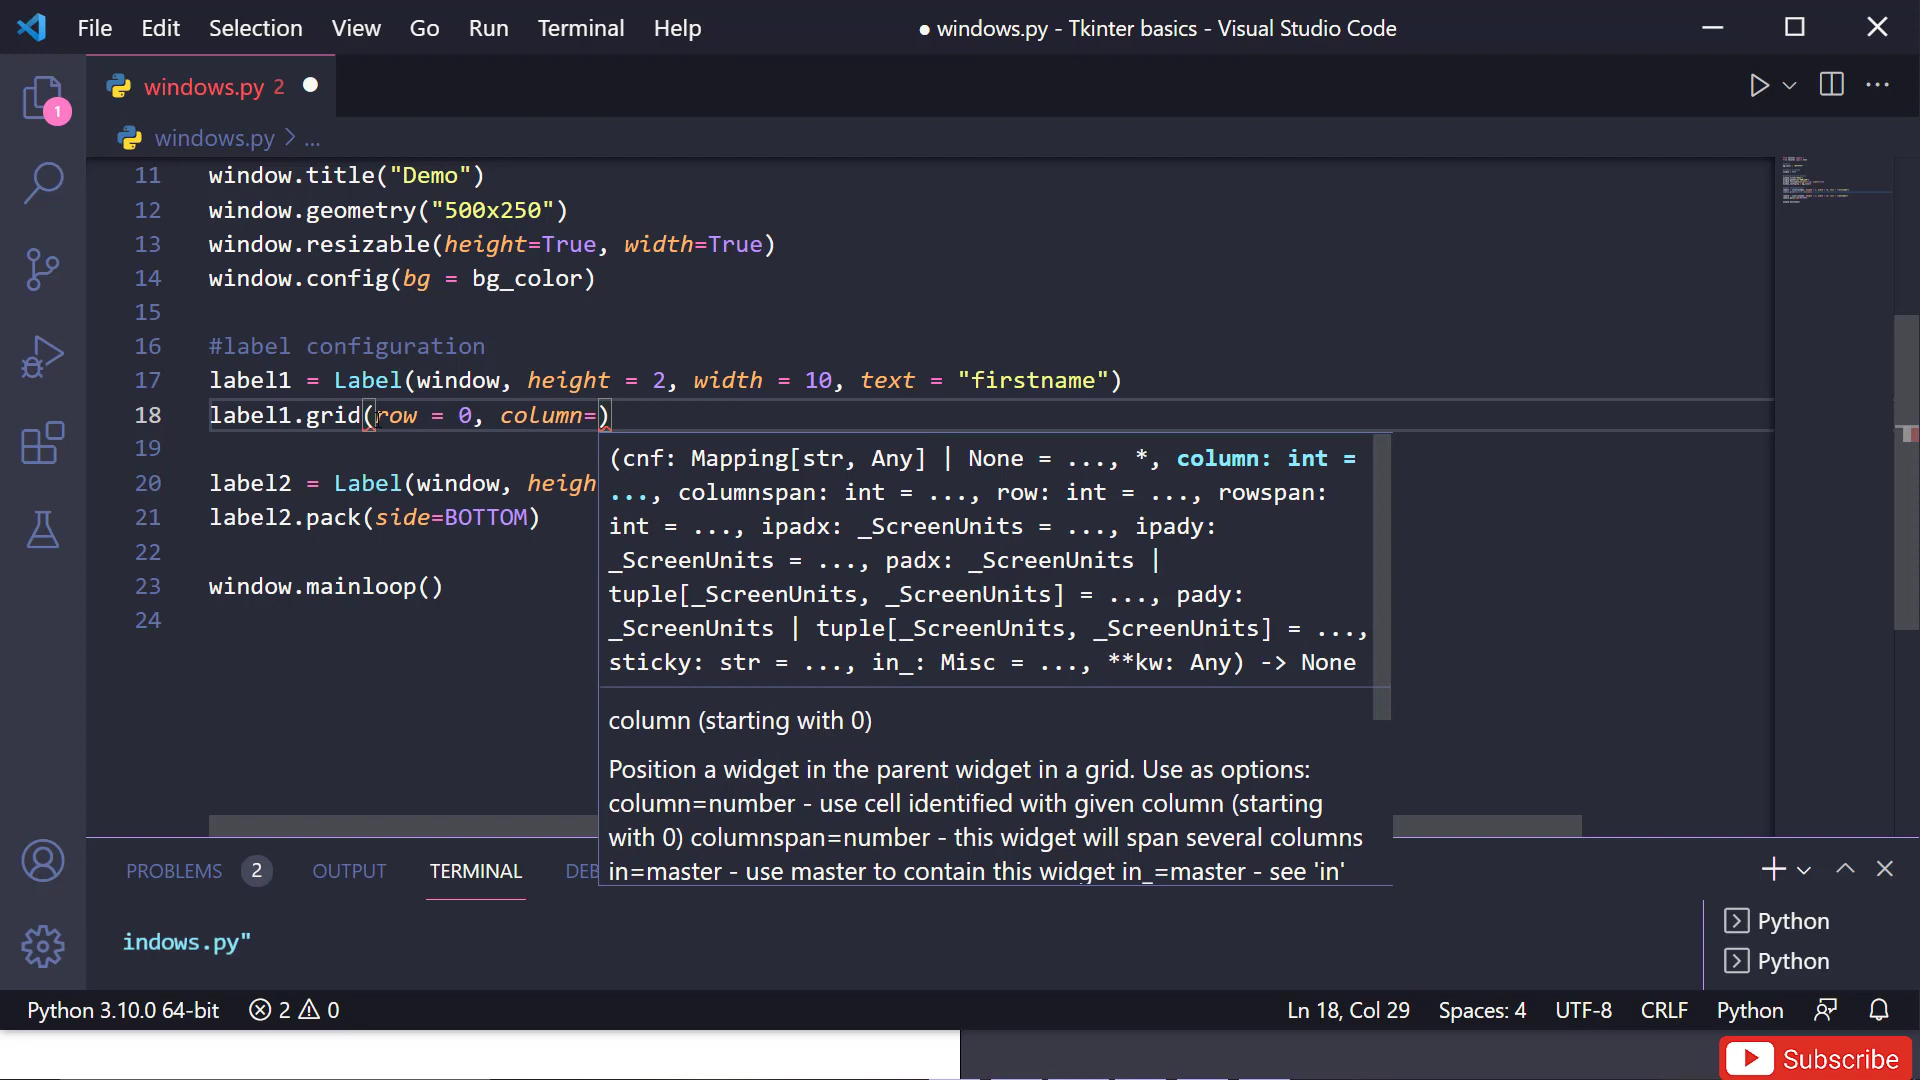 File Edit Selection View Go Run Terminal Help
● windows.py - Tkinter basics - Visual Studio Code
1
windows.py 2
windows.py > ...
11 window.title("Demo")
12 window.geometry("500x250")
13 window.resizable(height=True, width=True)
14 window.config(bg = bg_color)
15
16 #label configuration
17 label1 = Label(window, height = 2, width = 10, text = "firstname")
18 label1.grid(row = 0, column=)
19
20 label2 = Label(window, heigh
21 label2.pack(side=BOTTOM)
22
23 window.mainloop()
24
(cnf: Mapping[str, Any] | None = ..., *, column: int =
..., columnspan: int = ..., row: int = ..., rowspan:
int = ..., ipadx: _ScreenUnits = ..., ipady:
_ScreenUnits = ..., padx: _ScreenUnits |
tuple[_ScreenUnits, _ScreenUnits] = ..., pady:
_ScreenUnits | tuple[_ScreenUnits, _ScreenUnits] = ...,
sticky: str = ..., in_: Misc = ..., **kw: Any) -> None
column (starting with 0)
Position a widget in the parent widget in a grid. Use as options:
column=number - use cell identified with given column (starting
with 0) columnspan=number - this widget will span several columns
in=master - use master to contain this widget in_=master - see 'in'
PROBLEMS 2 OUTPUT TERMINAL DEB
indows.py"
Python
Python
Python 3.10.0 64-bit 2 0 Ln 18, Col 29 Spaces: 4 UTF-8 CRLF Python
Subscribe